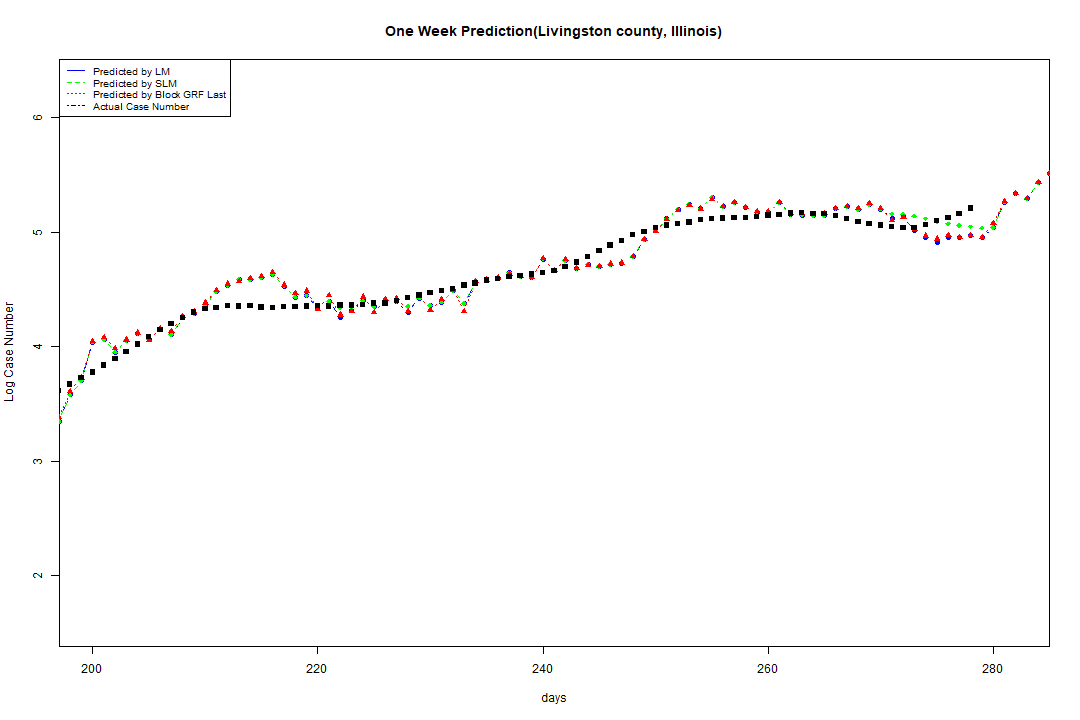 One Week Prediction(Livingston county, Illinois)
Predicted by LM
Predicted by SLM
Predicted by Block GRF Last
Actual Case Number
6
5
4
3
2
Log Case Number
200 220 240 260 280
days